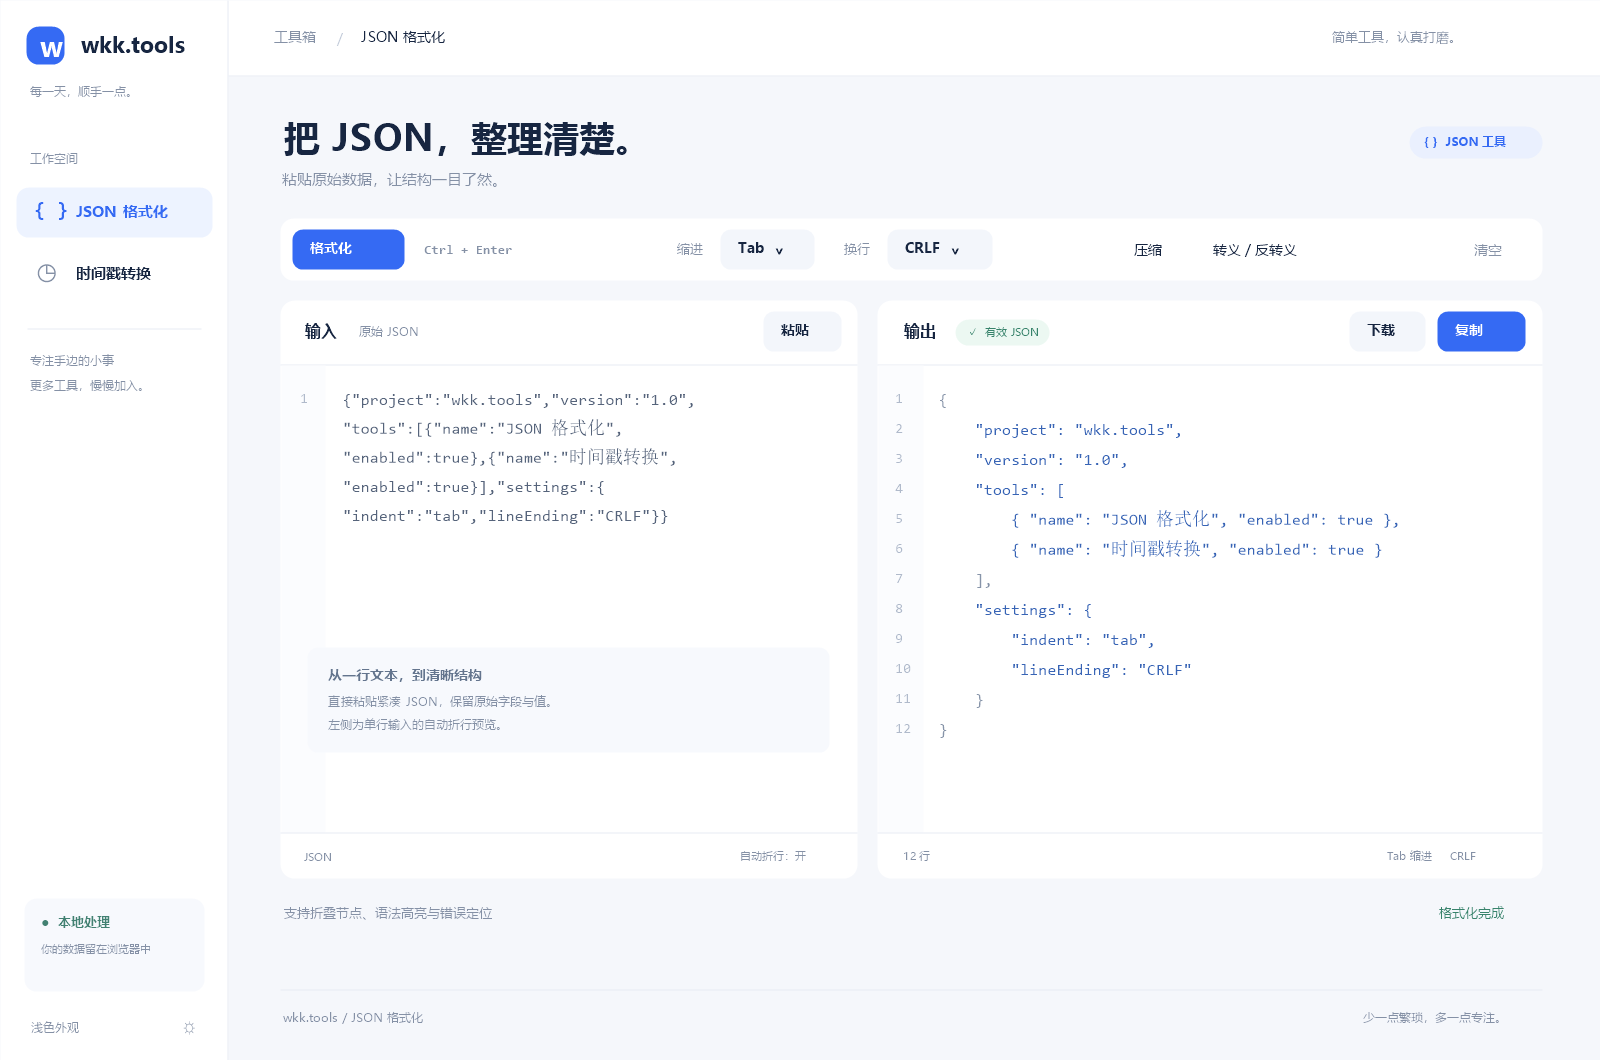 w wkk.tools
每一天，顺手一点。
工作空间
{ } JSON 格式化
时间戳转换
专注手边的小事
更多工具，慢慢加入。
● 本地处理
你的数据留在浏览器中
浅色外观
工具箱 / JSON 格式化
简单工具，认真打磨。
把 JSON，整理清楚。
粘贴原始数据，让结构一目了然。
{ } JSON 工具
格式化 Ctrl + Enter 缩进 Tab 换行 CRLF 压缩 转义 / 反转义 清空
输入 原始 JSON 粘贴
1 {"project":"wkk.tools","version":"1.0",
"tools":[{"name":"JSON 格式化",
"enabled":true},{"name":"时间戳转换",
"enabled":true}],"settings":{
"indent":"tab","lineEnding":"CRLF"}}
从一行文本，到清晰结构
直接粘贴紧凑 JSON，保留原始字段与值。
左侧为单行输入的自动折行预览。
JSON 自动折行：开
输出 ✓ 有效 JSON 下载 复制
1 {
2 "project": "wkk.tools",
3 "version": "1.0",
4 "tools": [
5 { "name": "JSON 格式化", "enabled": true },
6 { "name": "时间戳转换", "enabled": true }
7 ],
8 "settings": {
9 "indent": "tab",
10 "lineEnding": "CRLF"
11 }
12 }
12 行 Tab 缩进 CRLF
支持折叠节点、语法高亮与错误定位
格式化完成
wkk.tools / JSON 格式化
少一点繁琐，多一点专注。